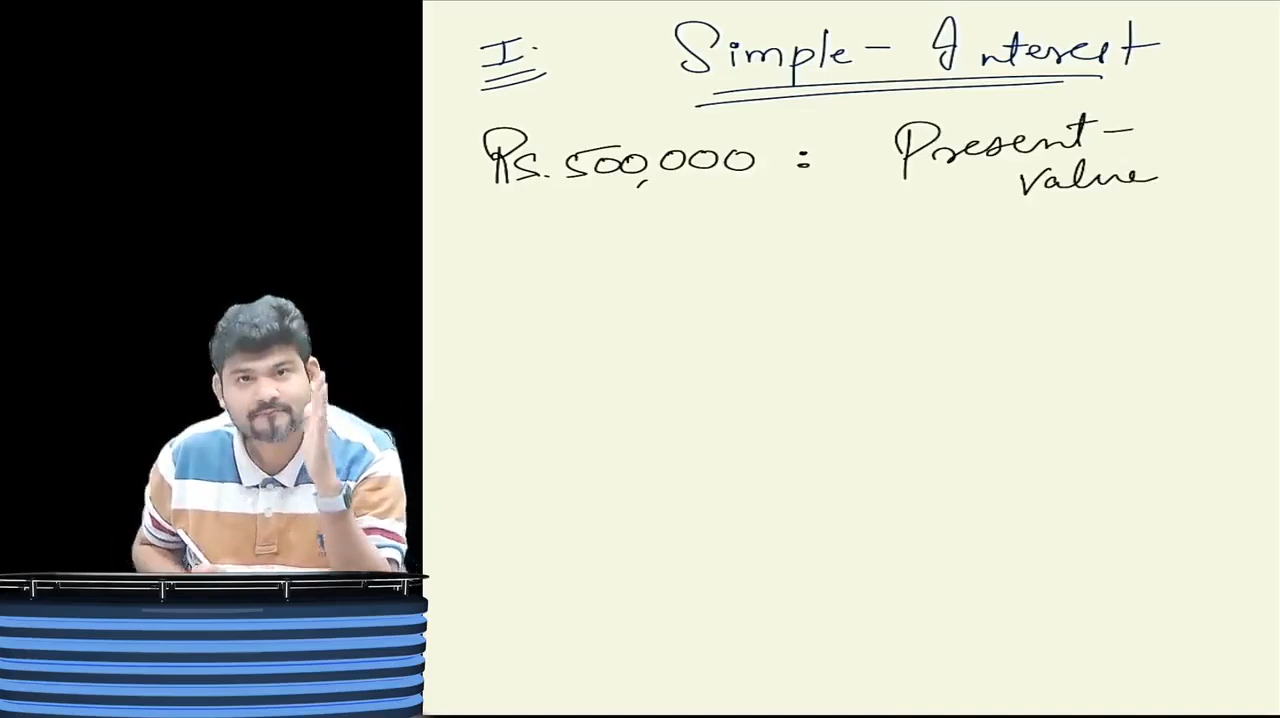 I. Simple-Interest
Rs. 500,000 : Present-
value